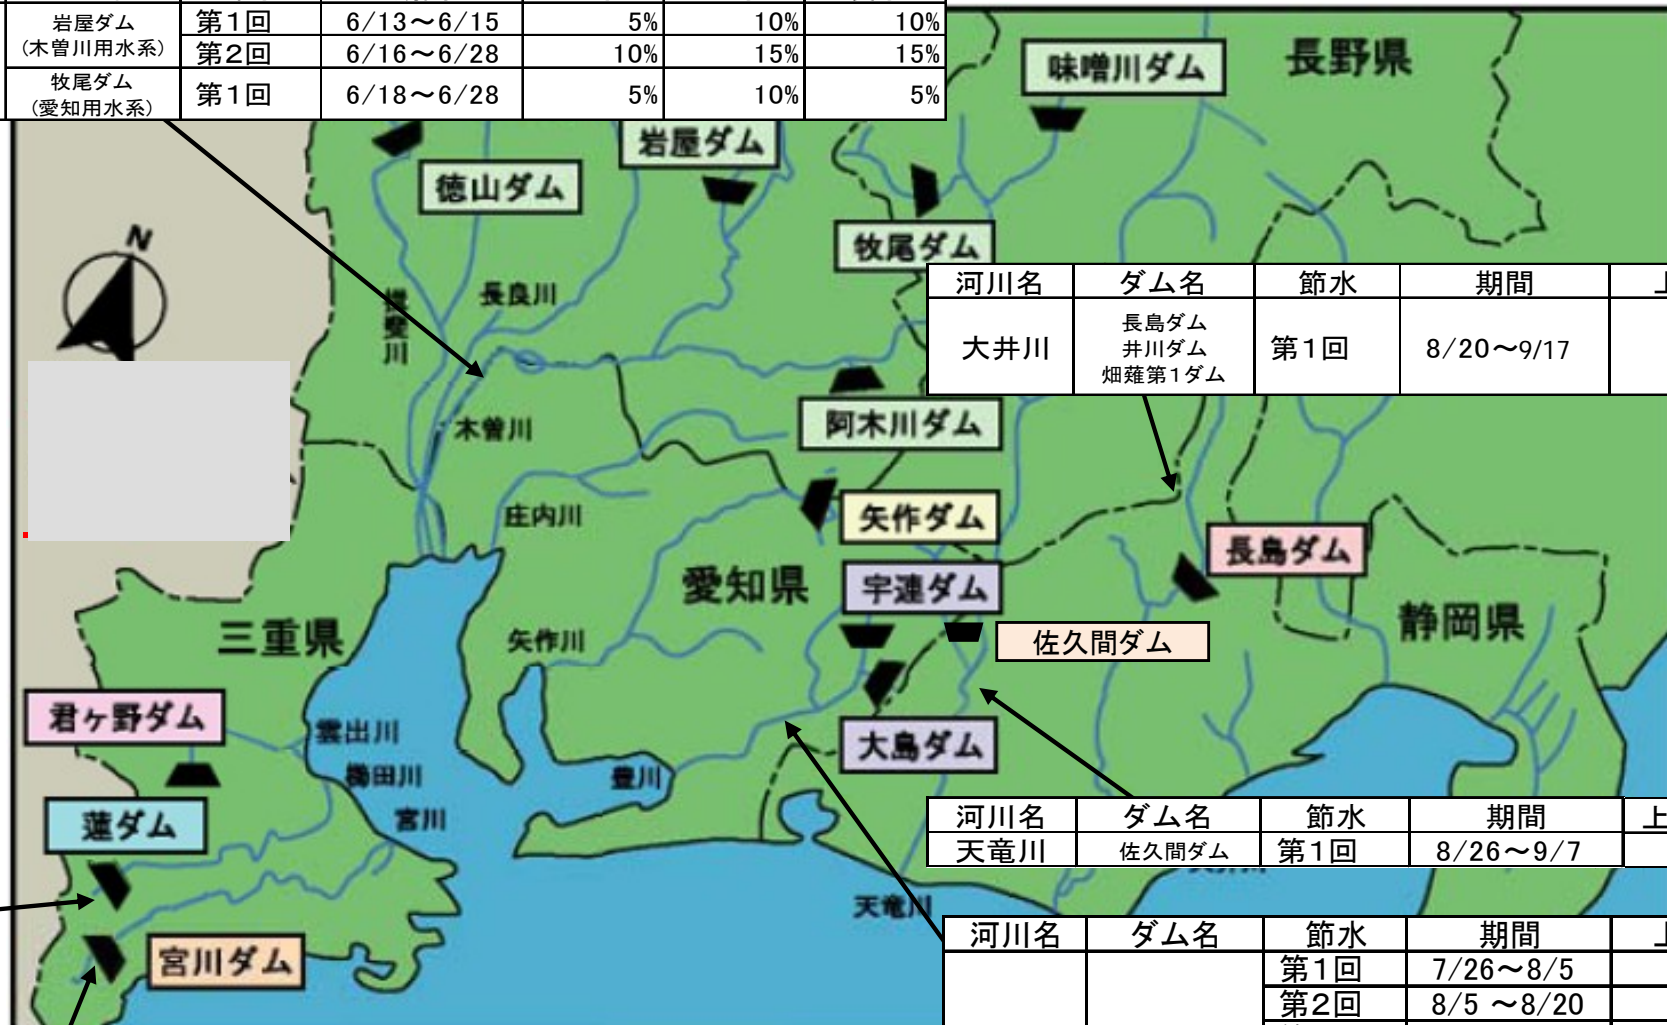 岩屋ダム
(木曽川用水系)
第1回 6/13～6/15 5% 10% 10%
第2回 6/16～6/28 10% 15% 15%
牧尾ダム
(愛知用水系)
第1回 6/18～6/28 5% 10% 5%
味噌川ダム
長野県
岩屋ダム
徳山ダム
牧尾ダム
N
揖斐川
長良川
河川名 ダム名 節水 期間 上
大井川
長島ダム
井川ダム
畑薙第1ダム
第1回 8/20～9/17
木曽川
阿木川ダム
庄内川
矢作ダム
長島ダム
愛知県
宇連ダム
静岡県
三重県
矢作川
佐久間ダム
君ヶ野ダム
雲出川
大島ダム
櫛田川
豊川
蓮ダム
宮川
河川名 ダム名 節水 期間 上
天竜川 佐久間ダム 第1回 8/26～9/7
天竜川
宮川ダム
河川名 ダム名 節水 期間 上
第1回 7/26～8/5
第2回 8/5 ～8/20